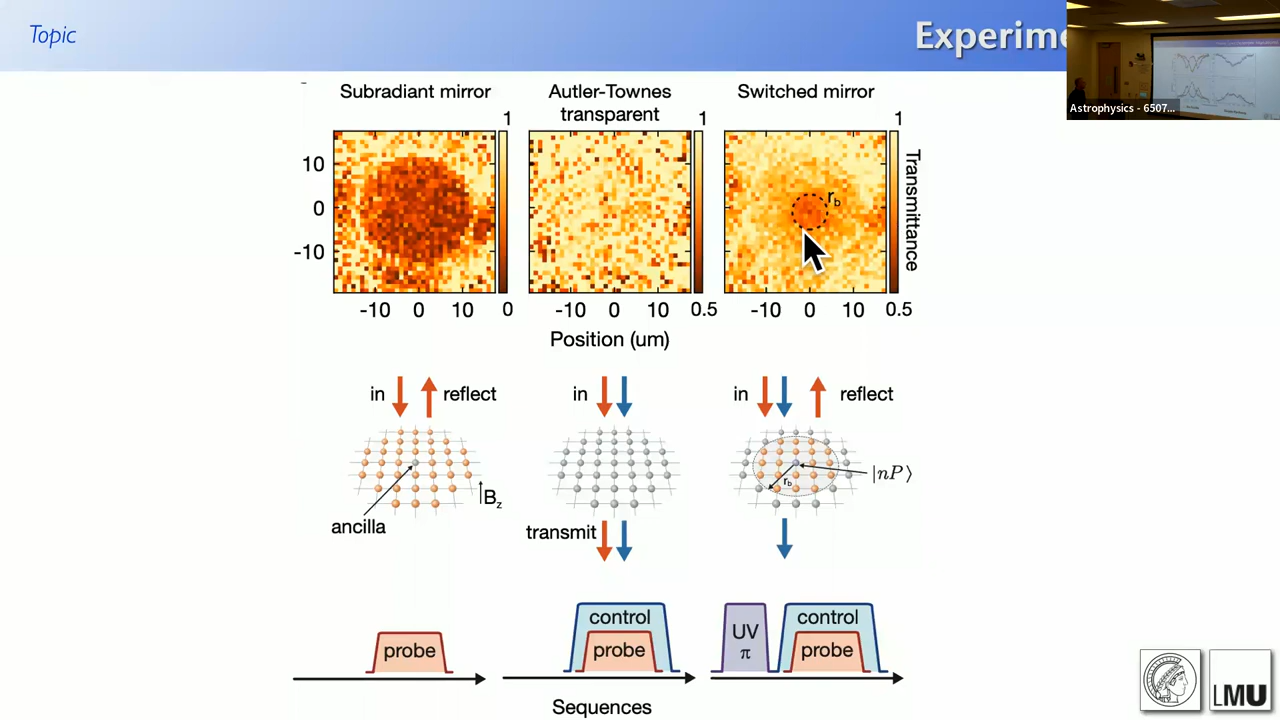 Topic
Experime
Astrophysics - 6507...
Subradiant mirror
Autler-Townes
transparent
Switched mirror
1
1
1
10
0
-10
r_b
Transmittance
-10 0 10 0
-10 0 10 0.5
-10 0 10 0.5
Position (um)
in
reflect
in
in
reflect
B_z
r_b
|nP⟩
ancilla
transmit
control
probe
control
probe
UV
π
probe
Sequences
LMU